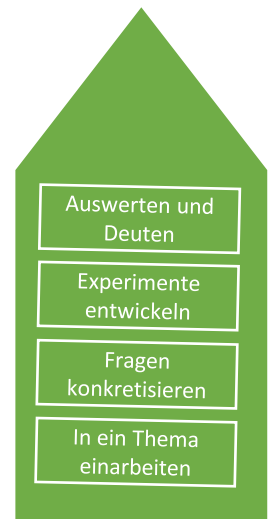 Auswerten und
Deuten
Experimente
entwickeln
Fragen
konkretisieren
In ein Thema
einarbeiten